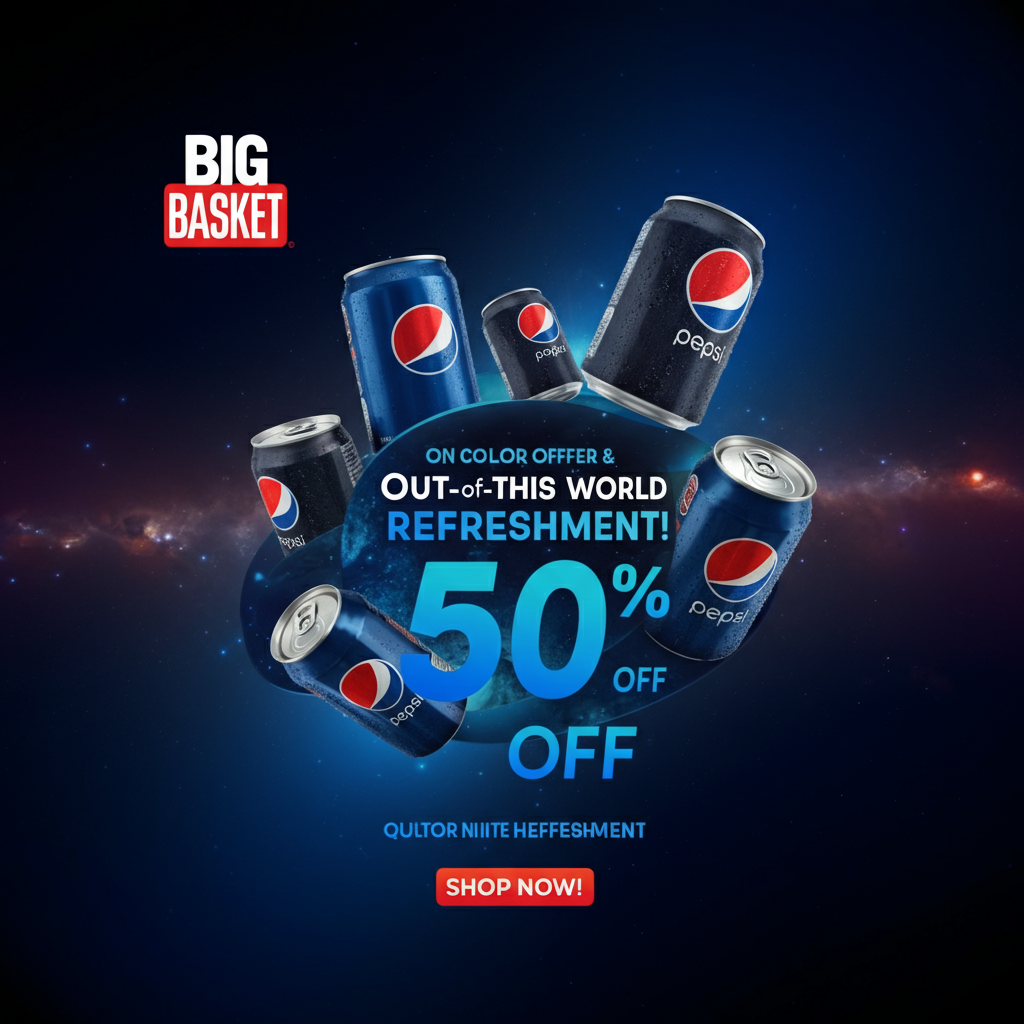 BIG
BASKET
pepsi
pepsi
ON COLOR OFFFER &
OUT-of-THIS WORLD
REFRESHMENT!
50%
OFF
OFF
pepsi
QULTOR NIIITE HEFFESHMENT
SHOP NOW!